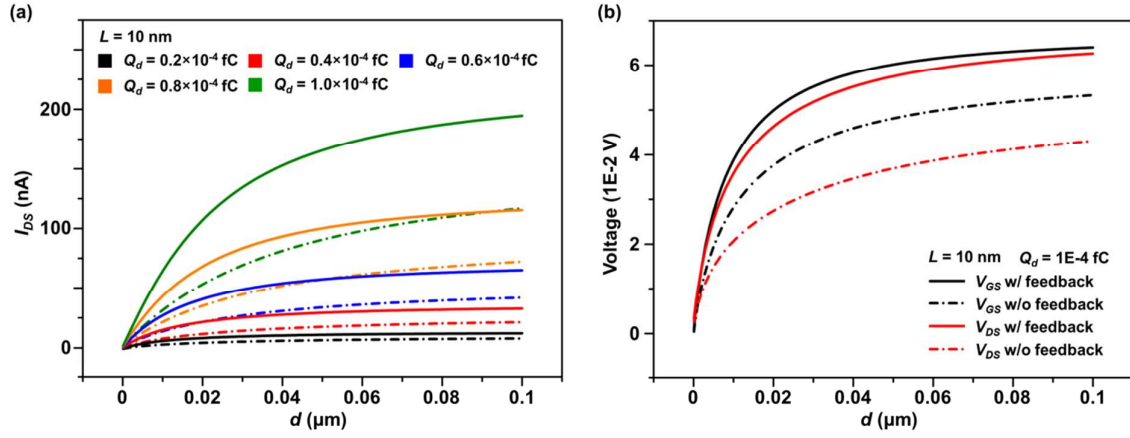 (a)
L = 10 nm
Q_d = 0.2×10⁻⁴ fC Q_d = 0.4×10⁻⁴ fC Q_d = 0.6×10⁻⁴ fC
Q_d = 0.8×10⁻⁴ fC Q_d = 1.0×10⁻⁴ fC
I_DS (nA)
200
100
0
0 0.02 0.04 0.06 0.08 0.1
d (µm)
(b)
Voltage (1E-2 V)
6
4
2
0
L = 10 nm Q_d = 1E-4 fC
V_GS w/ feedback
V_GS w/o feedback
V_DS w/ feedback
V_DS w/o feedback
0 0.02 0.04 0.06 0.08 0.1
d (µm)